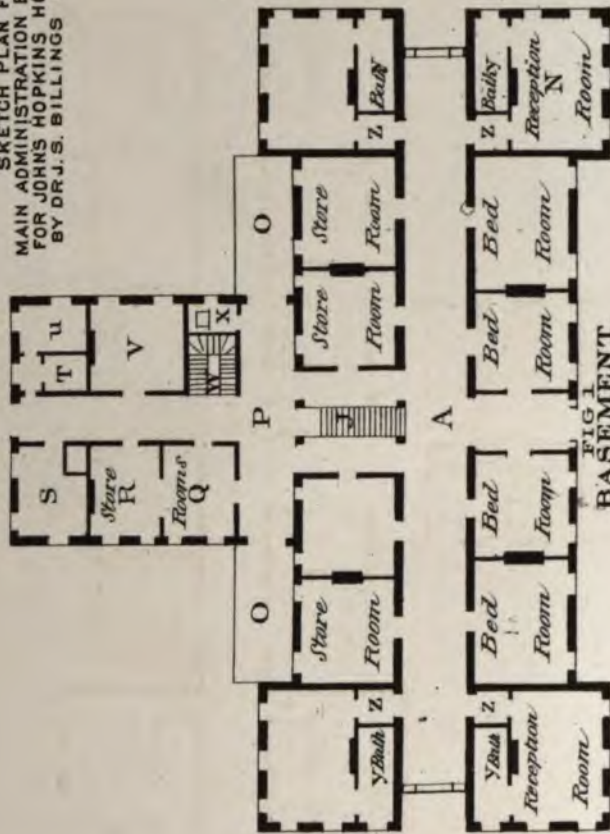 SKETCH PLAN F
MAIN ADMINISTRATION B
FOR JOHNS HOPKINS HO
BY DR J. S. BILLINGS
S
T
U
Store
R
V
Rooms
Q
W
X
O
P
O
Store
Room
J
Store
Room
Store
Room
Y Bath
Z
Z
Bath Y
A
Y Bath
Z
Z
Bath Y
Reception
Room
Bed
Room
Bed
Room
Bed
Room
Bed
Room
Reception
N
Room
FIG 1
BASEMENT